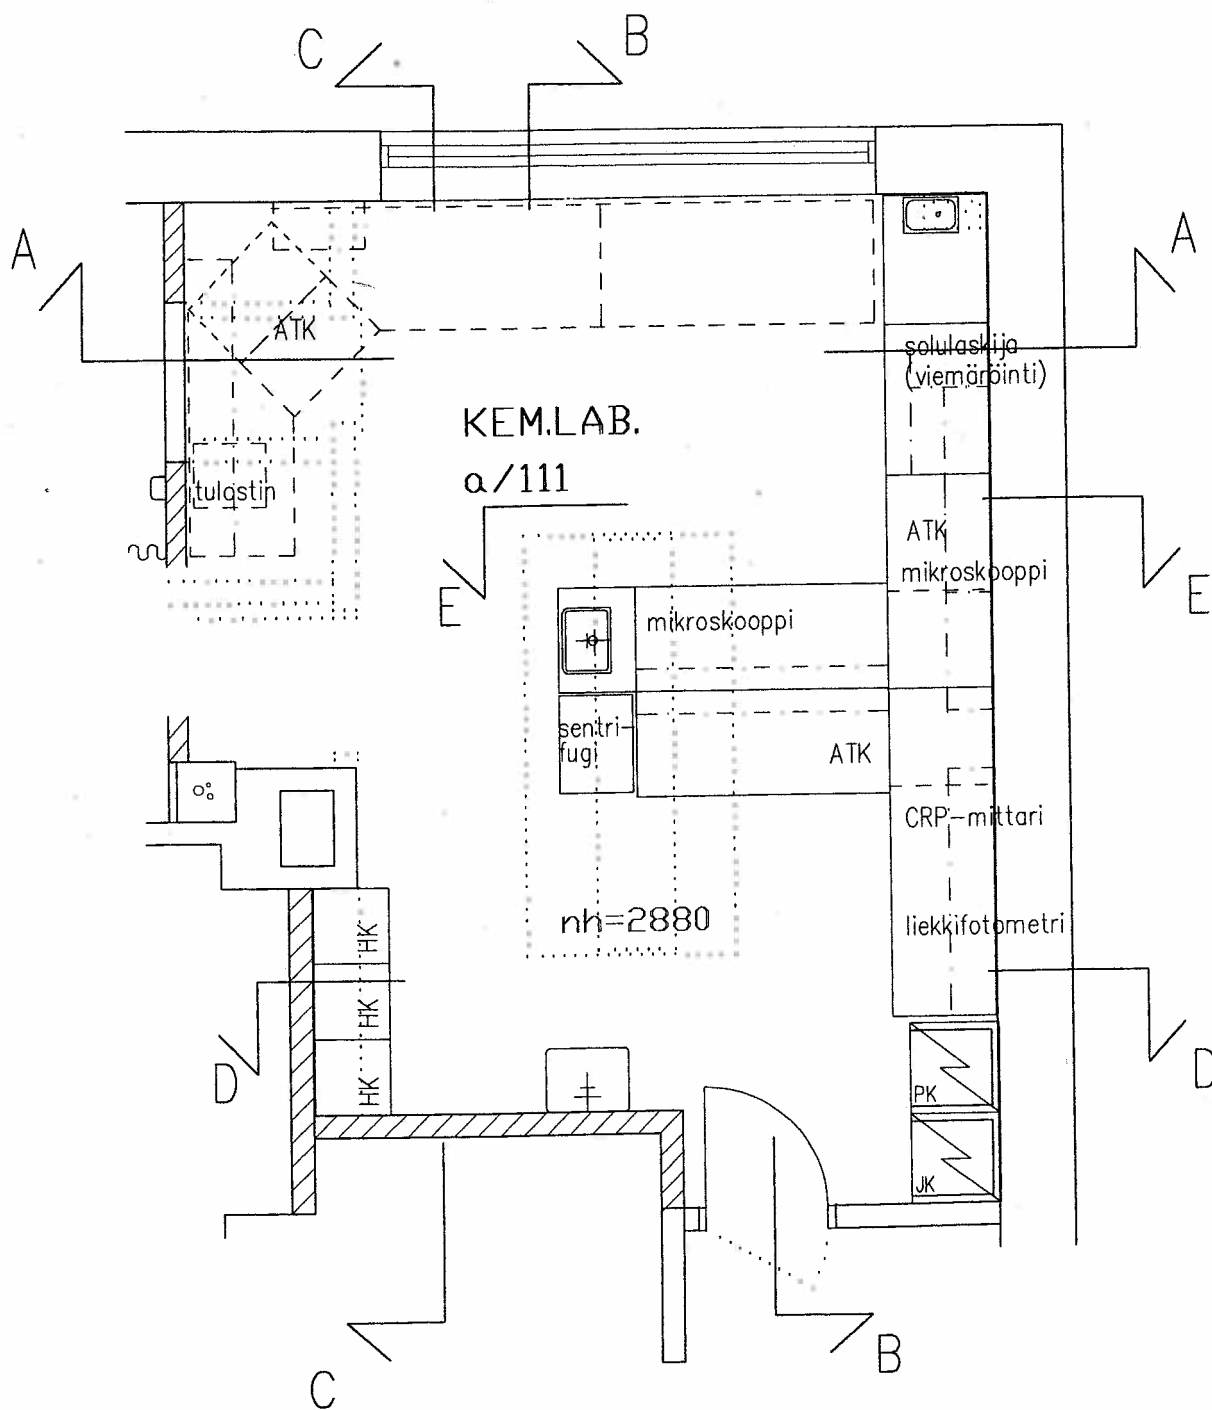 C
B
A
A
ATK
solulaskija
(viemäröinti)
KEM.LAB.
a/111
tulostin
ATK
mikroskooppi
E
E
mikroskooppi
sentri-
fugi
ATK
CRP-mittari
nh=2880
liekkifotometri
HK
HK
HK
D
D
PK
JK
B
C